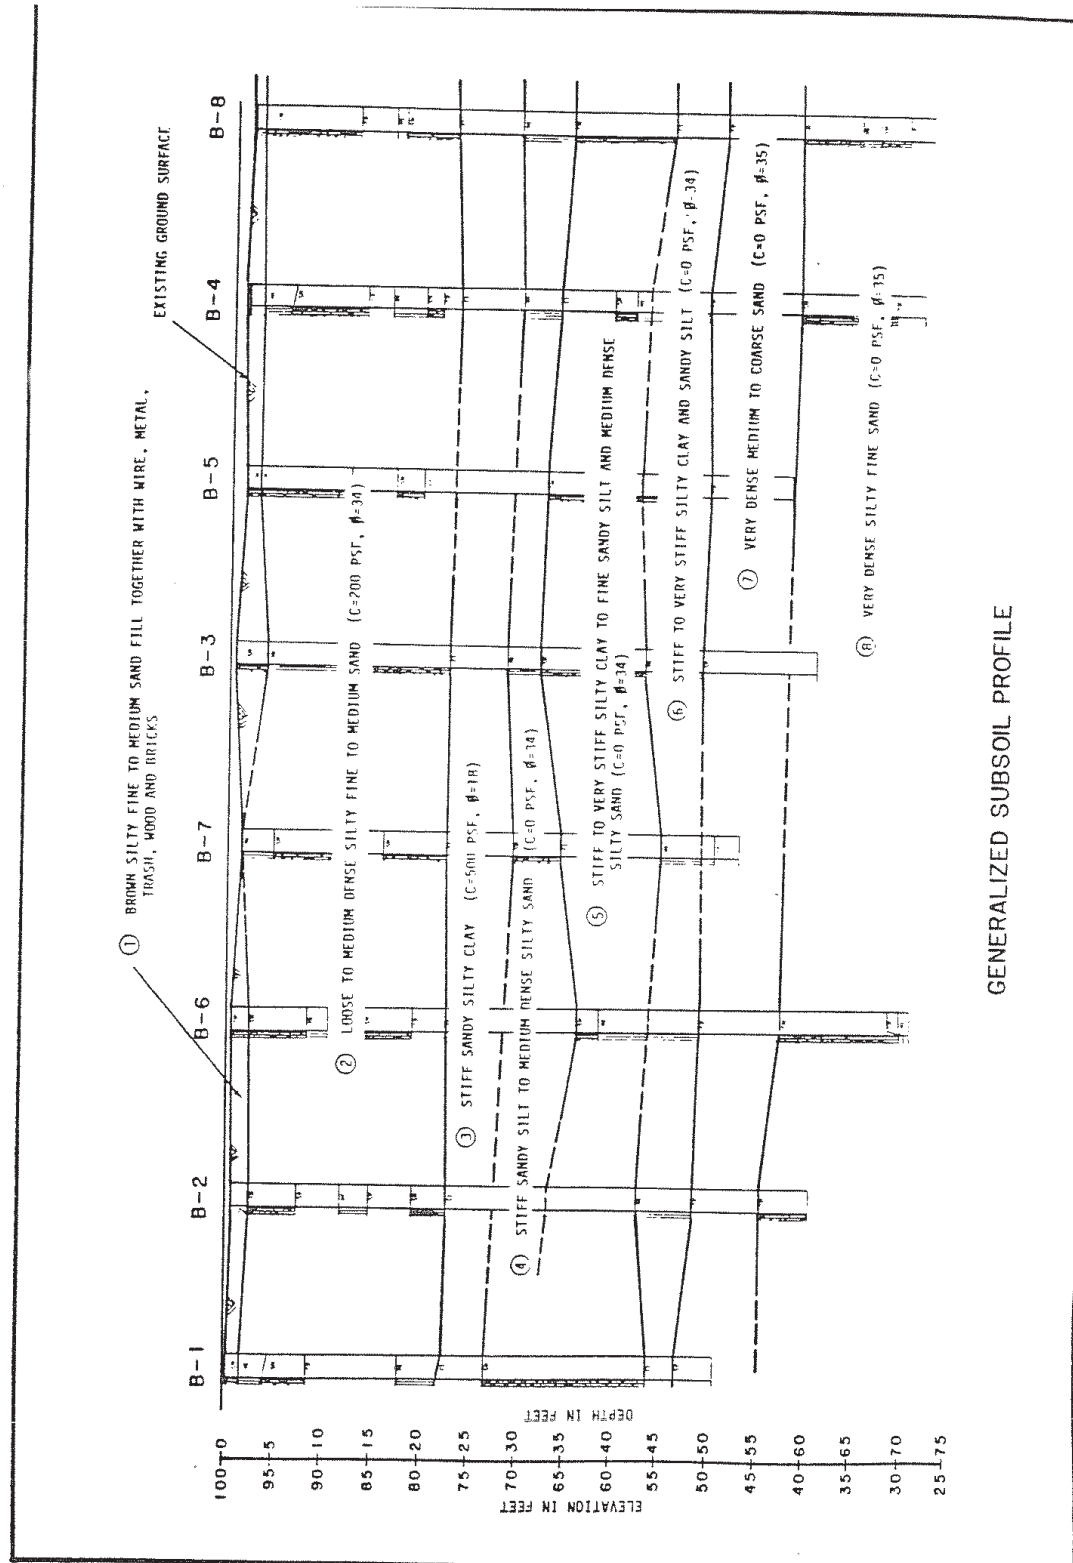 B-1
B-2
B-6
B-7
B-3
B-5
B-4
B-8
① BROWN SILTY FINE TO MEDIUM SAND FILL TOGETHER WITH WIRE, METAL,
TRASH, WOOD AND BRICKS
EXISTING GROUND SURFACE
② LOOSE TO MEDIUM DENSE SILTY FINE TO MEDIUM SAND (C=200 PSF, Ø=34)
③ STIFF SANDY SILTY CLAY (C=500 PSF, Ø=18)
④ STIFF SANDY SILT TO MEDIUM DENSE SILTY SAND (C=0 PSF, Ø=34)
⑤ STIFF TO VERY STIFF SILTY CLAY TO FINE SANDY SILT AND MEDIUM DENSE
SILTY SAND (C=0 PSF, Ø=34)
⑥ STIFF TO VERY STIFF SILTY CLAY AND SANDY SILT (C=0 PSF, Ø=34)
⑦ VERY DENSE MEDIUM TO COARSE SAND (C=0 PSF, Ø=35)
⑧ VERY DENSE SILTY FINE SAND (C=0 PSF, Ø=35)
ELEVATION IN FEET
DEPTH IN FEET
100-0
95-5
90-10
85-15
80-20
75-25
70-30
65-35
60-40
55-45
50-50
45-55
40-60
35-65
30-70
25-75
GENERALIZED SUBSOIL PROFILE